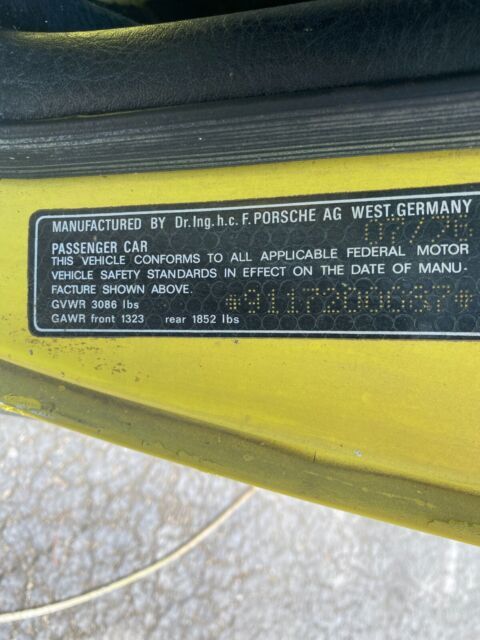 MANUFACTURED BY Dr.Ing.h.c.F.PORSCHE AG WEST.GERMANY
PASSENGER CAR
THIS VEHICLE CONFORMS TO ALL APPLICABLE FEDERAL MOTOR
VEHICLE SAFETY STANDARDS IN EFFECT ON THE DATE OF MANU-
FACTURE SHOWN ABOVE. *9117200687*
GVWR 3086 lbs
GAWR front 1323 rear 1852 lbs